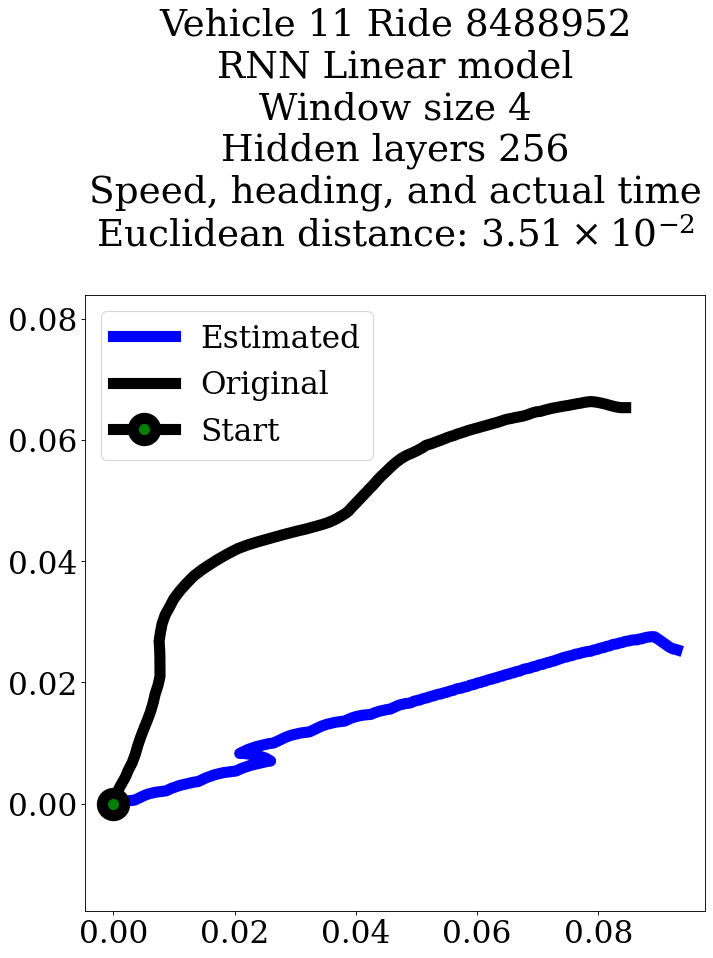 Vehicle 11 Ride 8488952
RNN Linear model
Window size 4
Hidden layers 256
Speed, heading, and actual time
Euclidean distance: 3.51 × 10⁻²
Estimated
Original
Start
0.08
0.06
0.04
0.02
0.00
0.00 0.02 0.04 0.06 0.08